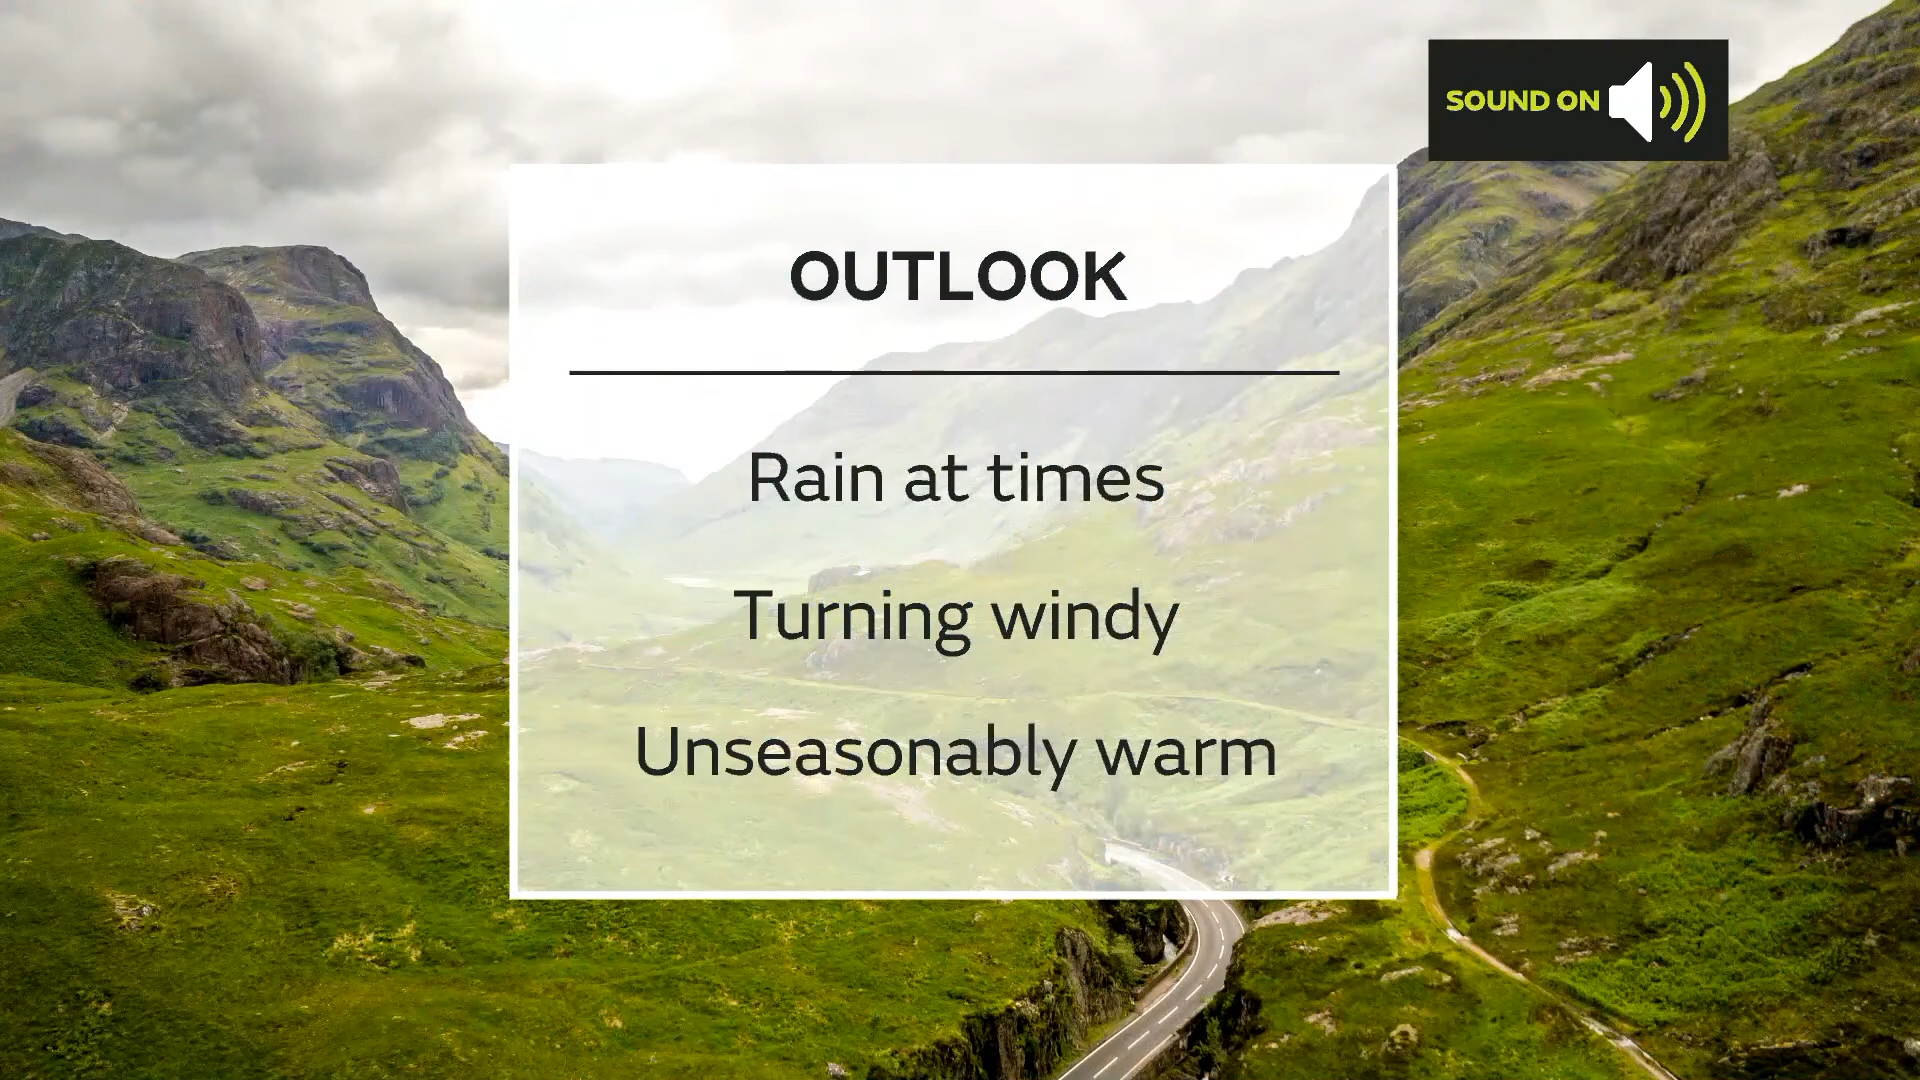 SOUND ON
OUTLOOK
Rain at times
Turning windy
Unseasonably warm